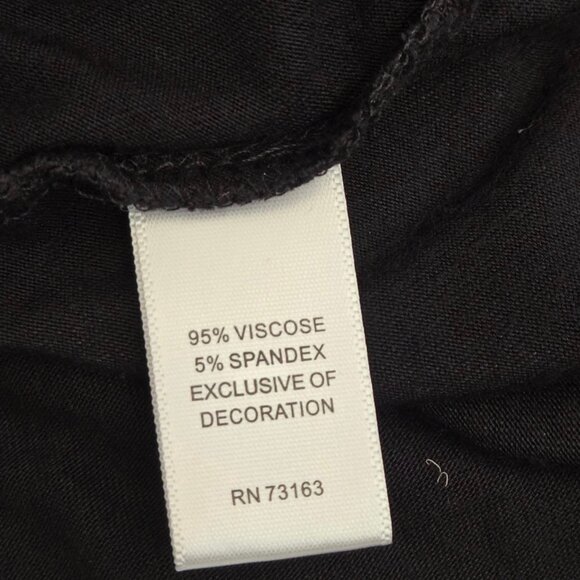 95% VISCOSE
5% SPANDEX
EXCLUSIVE OF
DECORATION
RN 73163